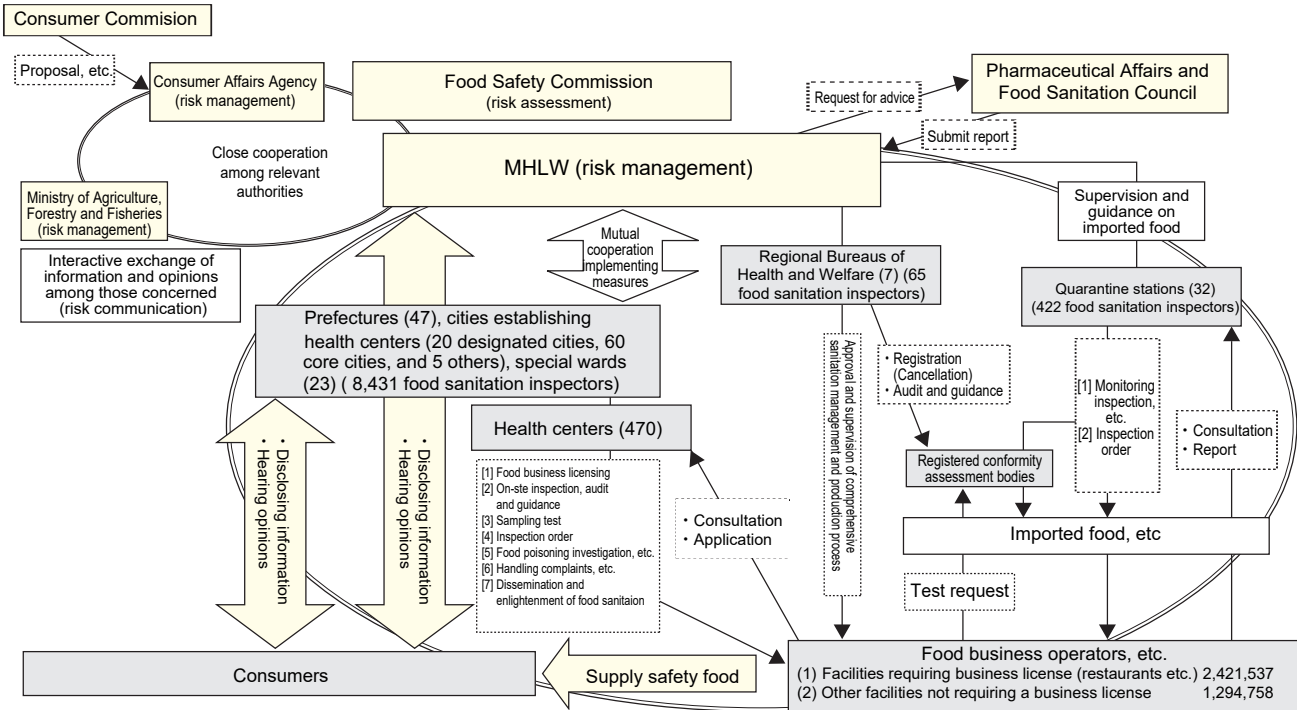 Consumer Commision
Proposal, etc.
Consumer Affairs Agency
(risk management)
Food Safety Commission
(risk assessment)
Pharmaceutical Affairs and
Food Sanitation Council
Request for advice
Submit report
Close cooperation
among relevant
authorities
MHLW (risk management)
Ministry of Agriculture,
Forestry and Fisheries
(risk management)
Supervision and
guidance on
imported food
Interactive exchange of
information and opinions
among those concerned
(risk communication)
Mutual
cooperation
implementing
measures
Regional Bureaus of
Health and Welfare (7) (65
food sanitation inspectors)
Quarantine stations (32)
(422 food sanitation inspectors)
Prefectures (47), cities establishing
health centers (20 designated cities, 60
core cities, and 5 others), special wards
(23) ( 8,431 food sanitation inspectors)
Health centers (470)
Approval and supervision of comprehensive
sanitation management and production process
・ Registration
(Cancellation)
・ Audit and guidance
[1] Monitoring
inspection,
etc.
[2] Inspection
order
・ Consultation
・ Report
・ Disclosing information
・ Hearing opinions
・ Disclosing information
・ Hearing opinions
[1] Food business licensing
[2] On-ste inspection, audit
and guidance
[3] Sampling test
[4] Inspection order
[5] Food poisoning investigation, etc.
[6] Handling complaints, etc.
[7] Dissemination and
enlightenment of food sanitaion
・ Consultation
・ Application
Registered conformity
assessment bodies
Imported food, etc
Test request
Consumers
Supply safety food
Food business operators, etc.
(1) Facilities requiring business license (restaurants etc.) 2,421,537
(2) Other facilities not requiring a business license 1,294,758